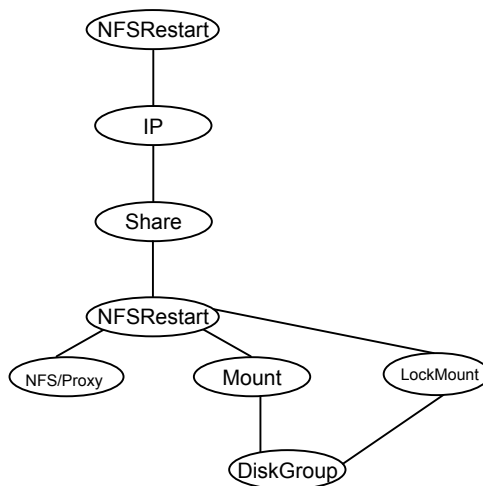 NFSRestart
IP
Share
NFSRestart
NFS/Proxy
Mount
LockMount
DiskGroup